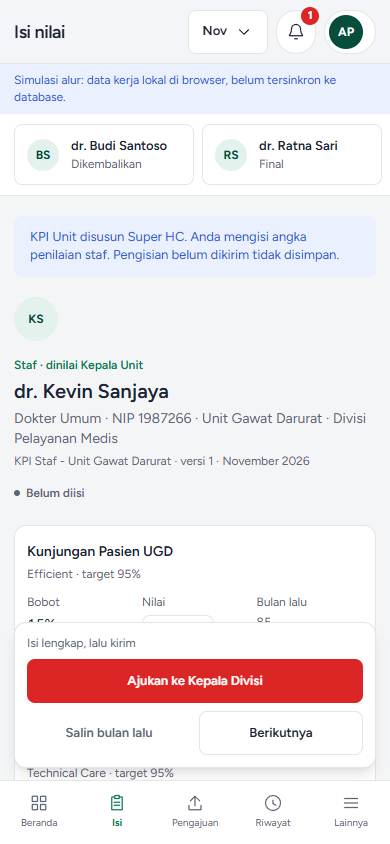 Isi nilai
Nov
1
AP
Simulasi alur: data kerja lokal di browser, belum tersinkron ke
database.
BS
dr. Budi Santoso
Dikembalikan
RS
dr. Ratna Sari
Final
KPI Unit disusun Super HC. Anda mengisi angka
penilaian staf. Pengisian belum dikirim tidak disimpan.
KS
Staf · dinilai Kepala Unit
dr. Kevin Sanjaya
Dokter Umum · NIP 1987266 · Unit Gawat Darurat · Divisi
Pelayanan Medis
KPI Staf - Unit Gawat Darurat · versi 1 · November 2026
Belum diisi
Kunjungan Pasien UGD
Efficient · target 95%
Bobot
Nilai
Bulan lalu
Isi lengkap, lalu kirim
Ajukan ke Kepala Divisi
Salin bulan lalu
Berikutnya
Technical Care · target 95%
Beranda
Isi
Pengajuan
Riwayat
Lainnya